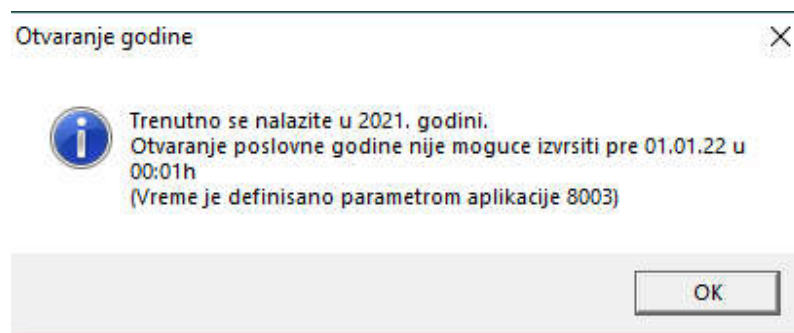 Otvaranje godine
Trenutno se nalazite u 2021. godini.
Otvaranje poslovne godine nije moguce izvrsiti pre 01.01.22 u
00:01h
(Vreme je definisano parametrom aplikacije 8003)
OK